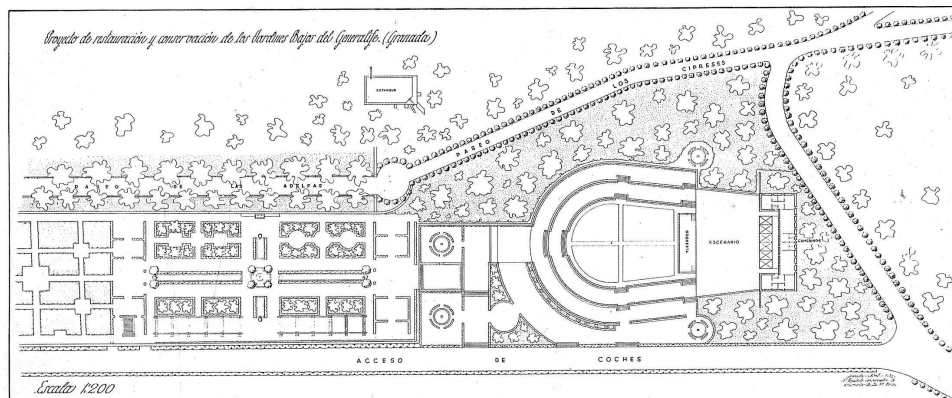 Proyecto de restauración y conservación de los Jardines Bajos del Generalife. (Granada)
ESTANQUE
PASEO DE LOS CIPRESES
PASEO DE LAS ADELFAS
ESCENARIO
CAMERINOS
ACCESO DE COCHES
Escala 1:200